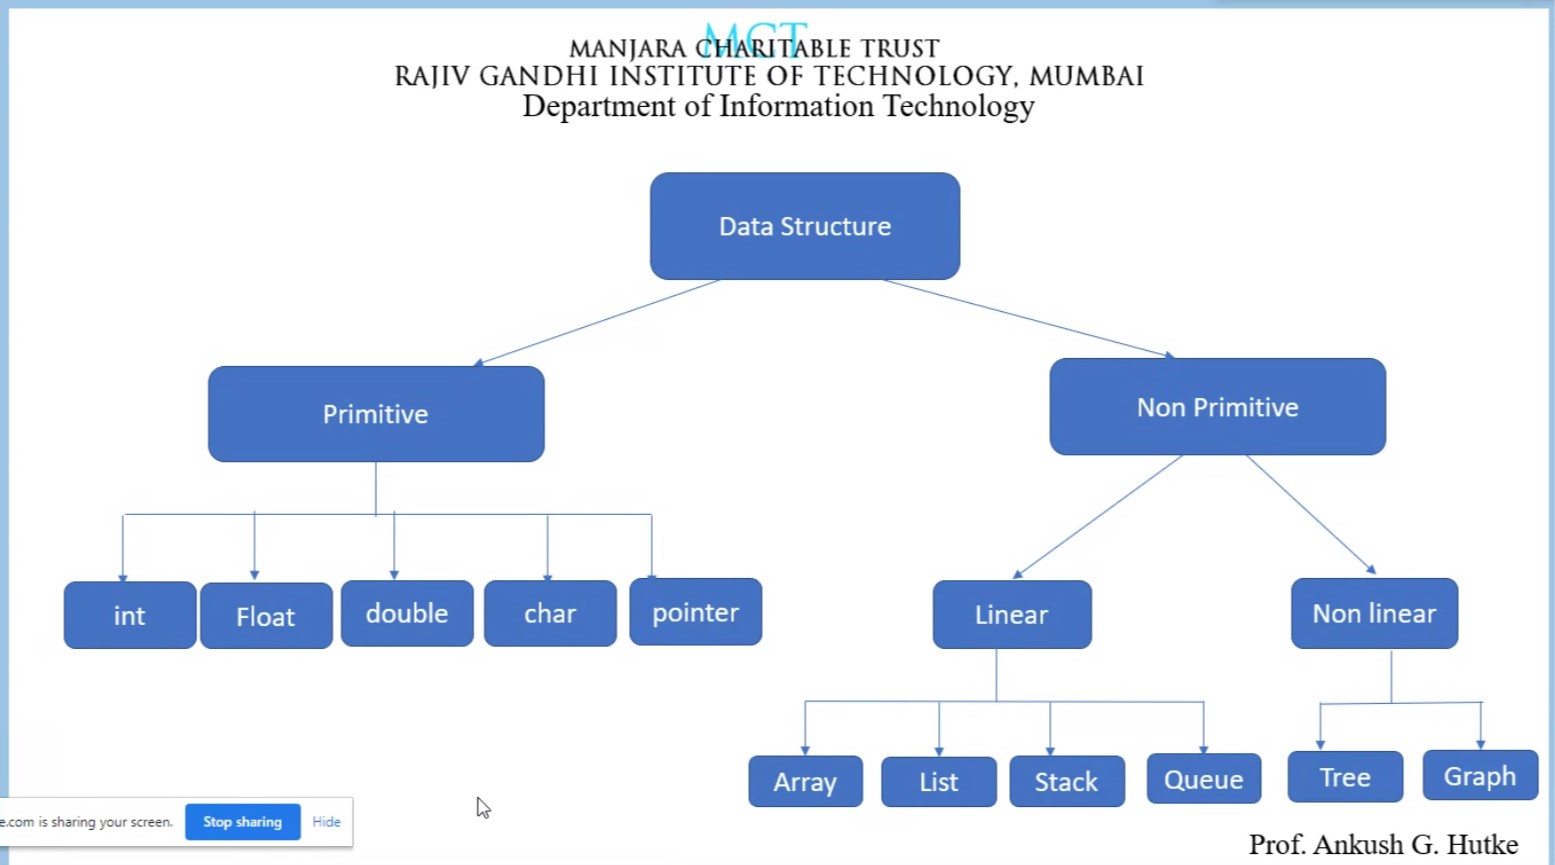 MCT
MANJARA CHARITABLE TRUST
RAJIV GANDHI INSTITUTE OF TECHNOLOGY, MUMBAI
Department of Information Technology
Data Structure
Primitive
Non Primitive
int
Float
double
char
pointer
Linear
Non linear
Array
List
Stack
Queue
Tree
Graph
e.com is sharing your screen.
Stop sharing
Hide
Prof. Ankush G. Hutke